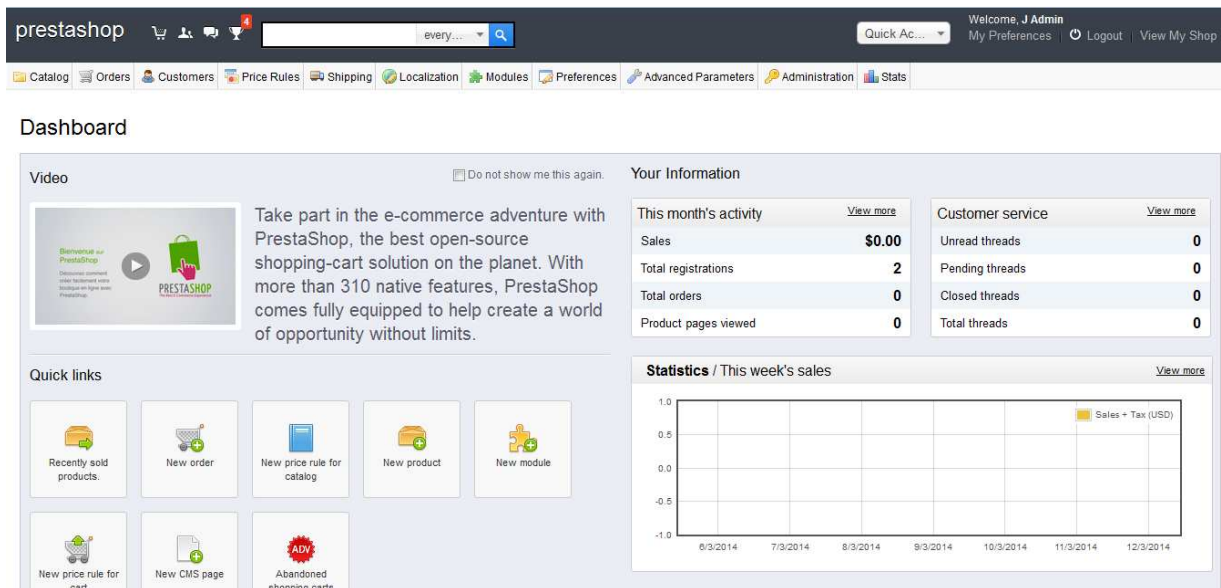 prestashop
4
every...
Quick Ac...
Welcome, J Admin
My Preferences
Logout
View My Shop
Catalog
Orders
Customers
Price Rules
Shipping
Localization
Modules
Preferences
Advanced Parameters
Administration
Stats
Dashboard
Video
Do not show me this again.
Bienvenue sur
PrestaShop
PRESTASHOP
Take part in the e-commerce adventure with
PrestaShop, the best open-source
shopping-cart solution on the planet. With
more than 310 native features, PrestaShop
comes fully equipped to help create a world
of opportunity without limits.
Quick links
Recently sold
products.
New order
New price rule for
catalog
New product
New module
New price rule for
cart
New CMS page
ADV
Abandoned
shopping carts
Your Information
This month's activity View more
Sales $0.00
Total registrations 2
Total orders 0
Product pages viewed 0
Customer service View more
Unread threads 0
Pending threads 0
Closed threads 0
Total threads 0
Statistics / This week's sales View more
Sales + Tax (USD)
1.0
0.5
0.0
-0.5
-1.0
6/3/2014 7/3/2014 8/3/2014 9/3/2014 10/3/2014 11/3/2014 12/3/2014